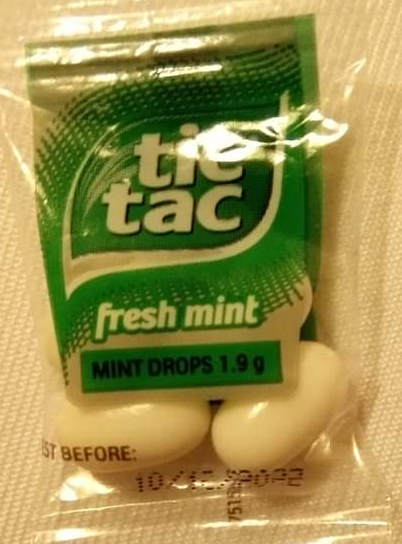 tic
tac
fresh mint
MINT DROPS 1.9 g
ST BEFORE: